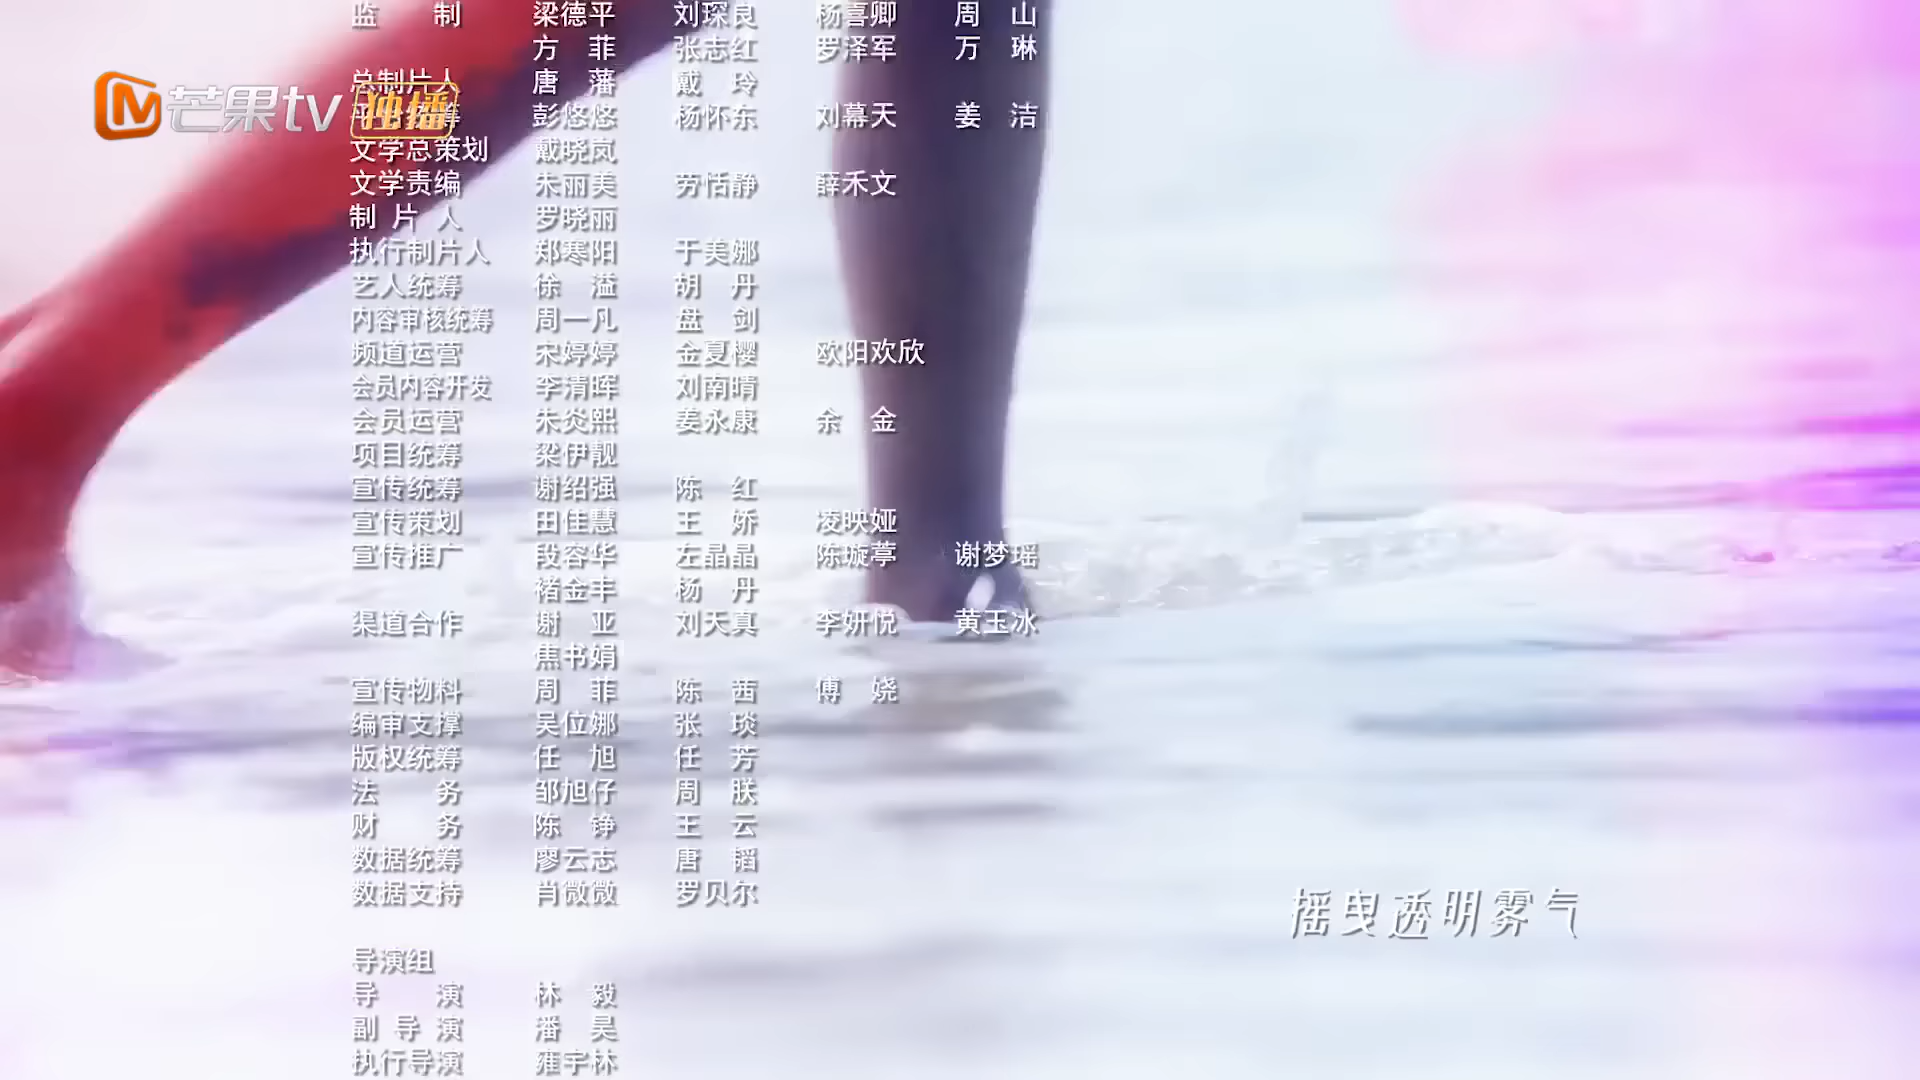 监制 梁德平 刘琛良 杨喜卿 周山
方菲 张志红 罗泽军 万琳
总制片人 唐藩 戴玲
芒果tv 独播
彭悠悠 杨怀东 刘幕天 姜洁
文学总策划 戴晓岚
文学责编 朱丽美 劳恬静 薛禾文
制片人 罗晓丽
执行制片人 郑寒阳 于美娜
艺人统筹 徐溢 胡丹
内容审核统筹 周一凡 盘剑
频道运营 宋婷婷 金夏樱 欧阳欢欣
会员内容开发 李清晖 刘南晴
会员运营 朱炎熙 姜永康 余金
项目统筹 梁伊靓
宣传统筹 谢绍强 陈红
宣传策划 田佳慧 王娇 凌映娅
宣传推广 段容华 左晶晶 陈璇葶 谢梦瑶
褚金丰 杨丹
渠道合作 谢亚 刘天真 李妍悦 黄玉冰
焦书娟
宣传物料 周菲 陈茜 傅娆
编审支撑 吴位娜 张琰
版权统筹 任旭 任芳
法务 邹旭仔 周朕
财务 陈铮 王云
数据统筹 廖云志 唐韬
数据支持 肖微微 罗贝尔
摇曳透明雾气
导演组
导演 林毅
副导演 潘昊
执行导演 雍宇林